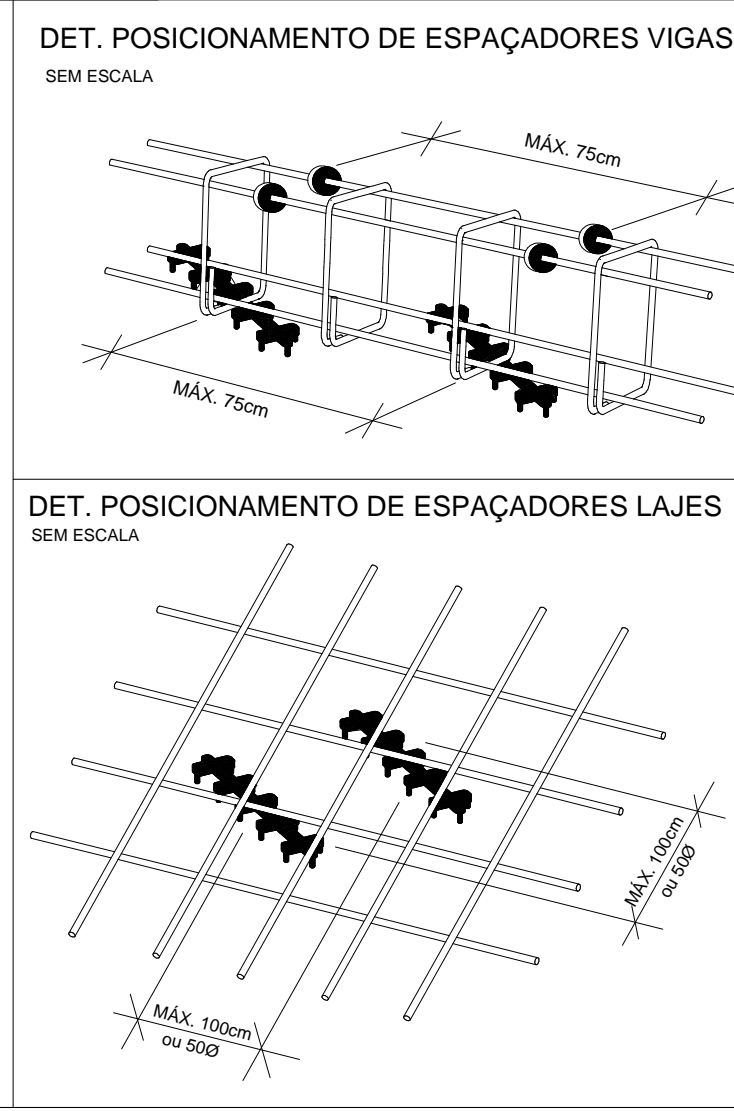 DET. POSICIONAMENTO DE ESPAÇADORES VIGAS
SEM ESCALA
MÁX. 75cm
MÁX. 75cm
DET. POSICIONAMENTO DE ESPAÇADORES LAJES
SEM ESCALA
MÁX. 100cm
ou 50Ø
MÁX. 100cm
ou 50Ø